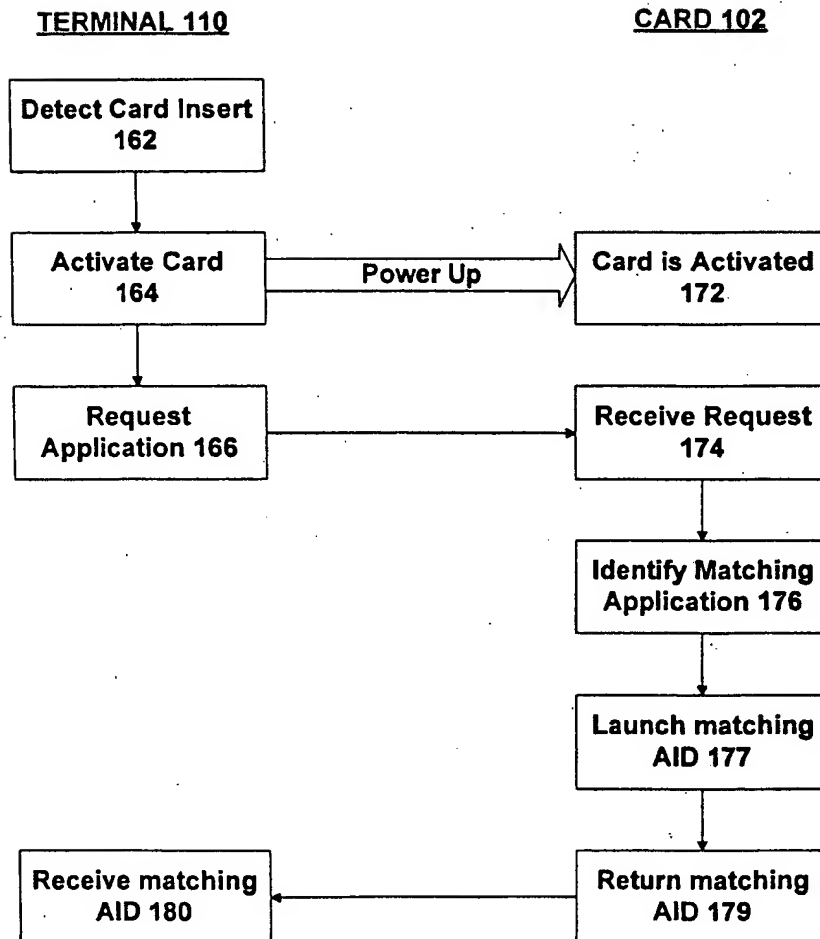 TERMINAL 110
CARD 102
Detect Card Insert
162
Activate Card
164
Power Up
Card is Activated
172
Request
Application 166
Receive Request
174
Identify Matching
Application 176
Launch matching
AID 177
Receive matching
AID 180
Return matching
AID 179